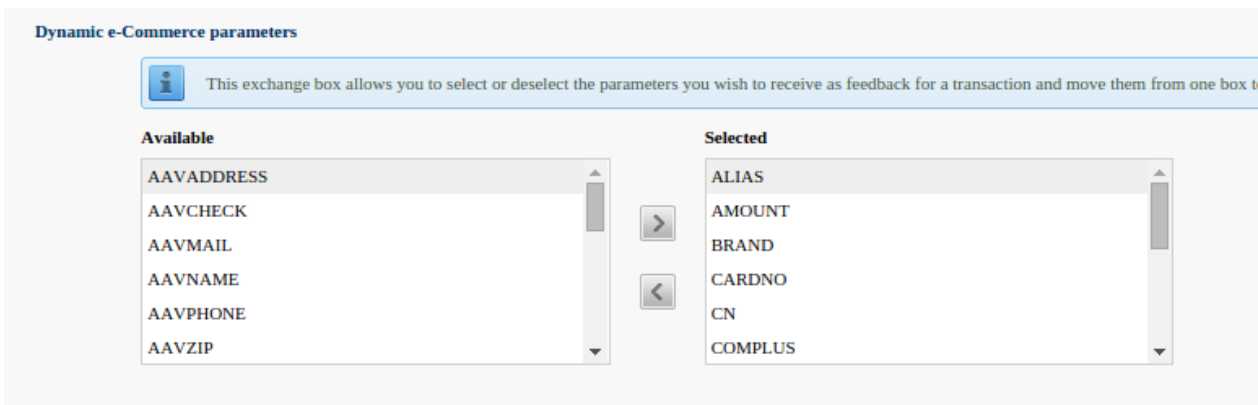 Dynamic e-Commerce parameters
This exchange box allows you to select or deselect the parameters you wish to receive as feedback for a transaction and move them from one box
Available
AAVADDRESS
AAVCHECK
AAVMAIL
AAVNAME
AAVPHONE
AAVZIP
Selected
ALIAS
AMOUNT
BRAND
CARDNO
CN
COMPLUS